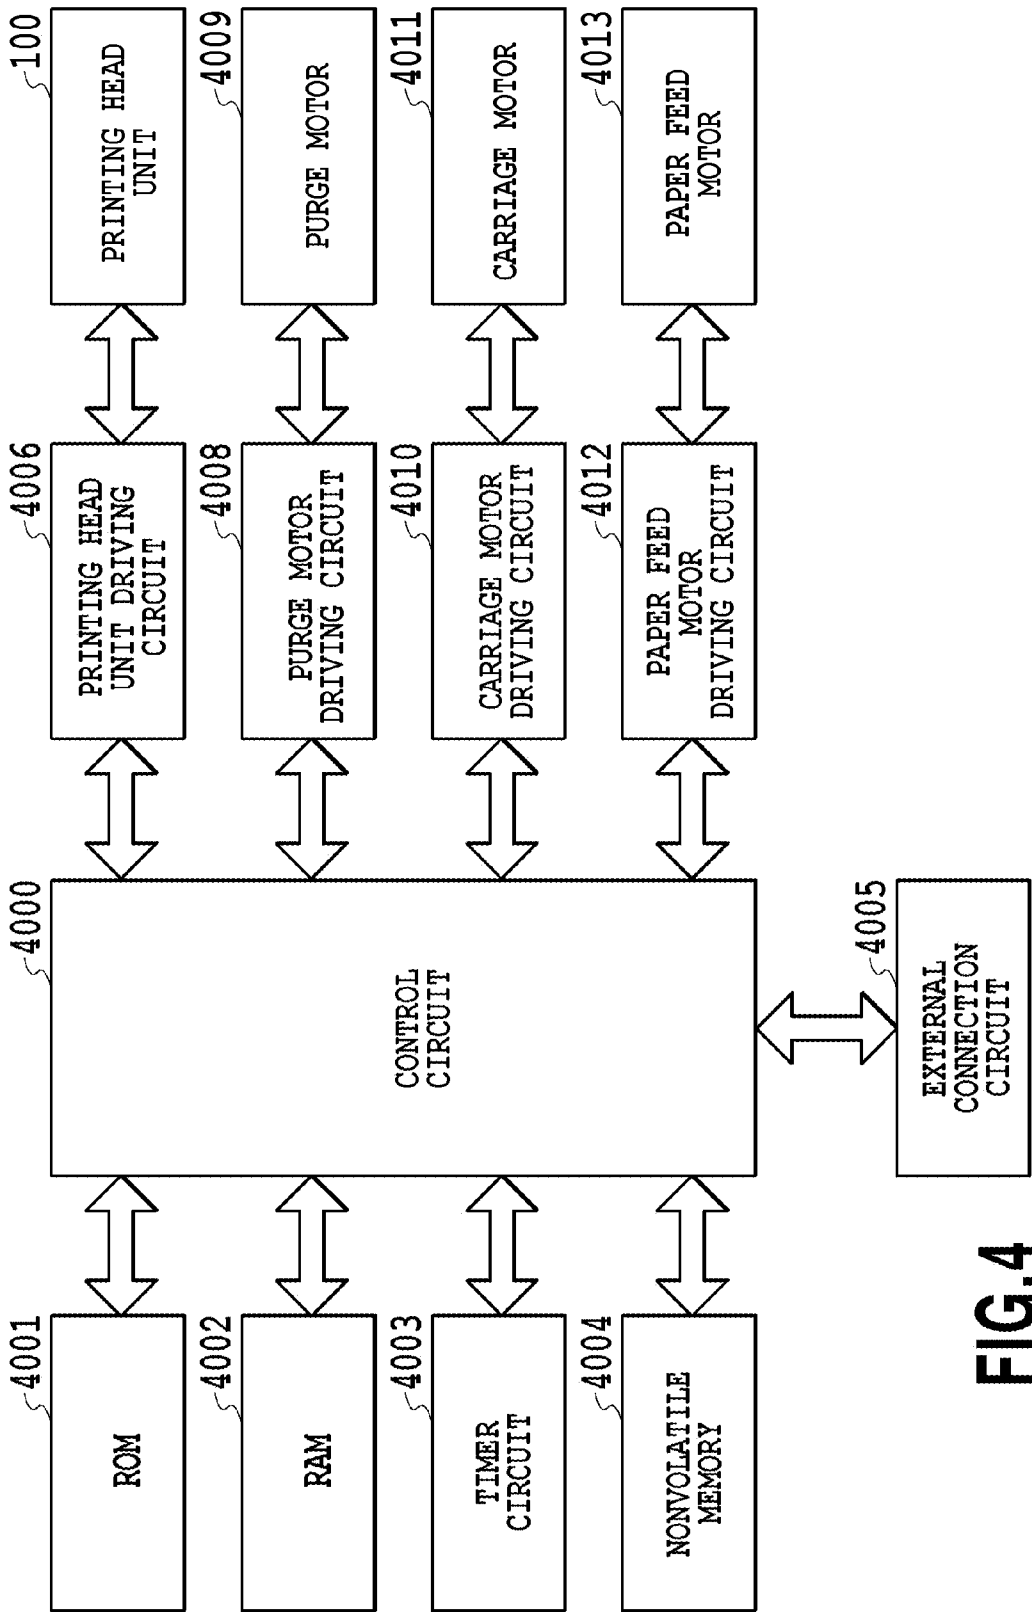 4001
ROM
4002
RAM
4003
TIMER
CIRCUIT
4004
NONVOLATILE
MEMORY
4000
CONTROL
CIRCUIT
4005
EXTERNAL
CONNECTION
CIRCUIT
4006
PRINTING HEAD
UNIT DRIVING
CIRCUIT
4008
PURGE MOTOR
DRIVING CIRCUIT
4010
CARRIAGE MOTOR
DRIVING CIRCUIT
4012
PAPER FEED
MOTOR
DRIVING CIRCUIT
100
PRINTING HEAD
UNIT
4009
PURGE MOTOR
4011
CARRIAGE MOTOR
4013
PAPER FEED
MOTOR
FIG.4